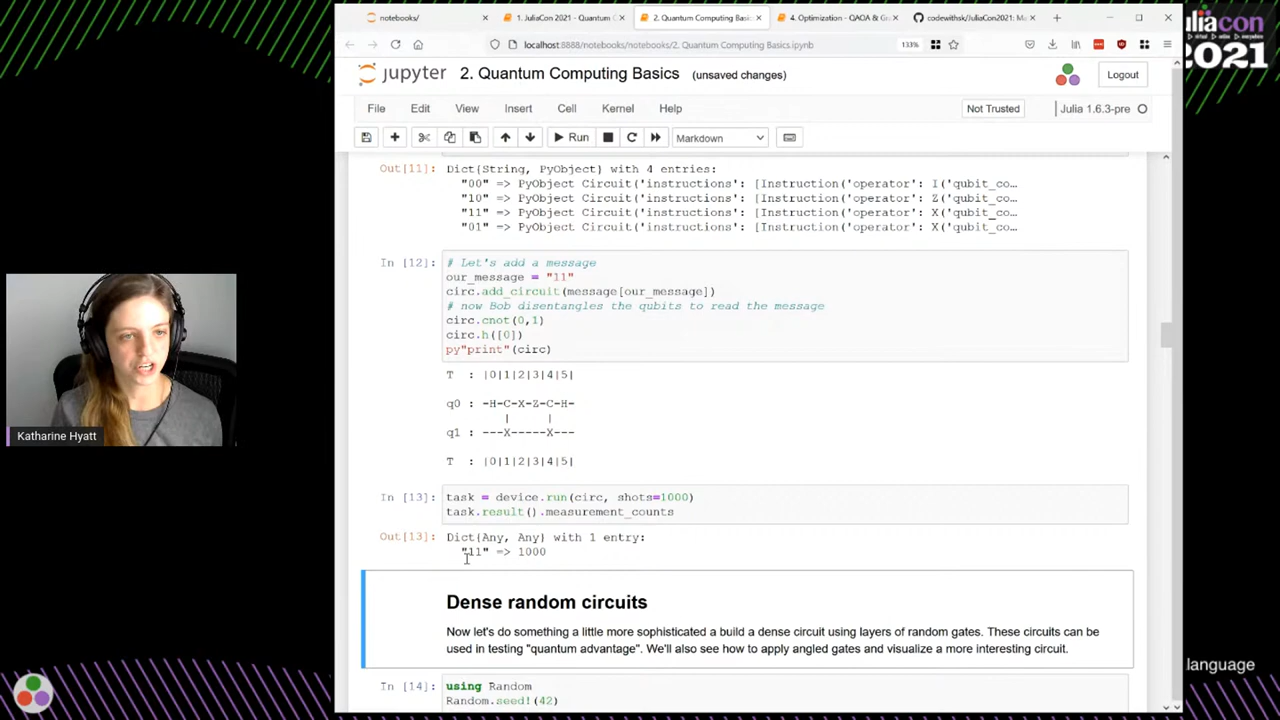 notebooks/
1. JuliaCon 2021 - Quantum C
2. Quantum Computing Basic
4. Optimization - QAOA & Gr
codewithsk/JuliaCon2021: Ma
localhost:8888/notebooks/notebooks/2. Quantum Computing Basics.ipynb
133%
uliacon
2021
jupyter
2. Quantum Computing Basics (unsaved changes)
Logout
File Edit View Insert Cell Kernel Help
Not Trusted
Julia 1.6.3-pre
Run
Markdown
Out[11]: Dict{String, PyObject} with 4 entries:
"00" => PyObject Circuit('instructions': [Instruction('operator': I('qubit_co…
"10" => PyObject Circuit('instructions': [Instruction('operator': Z('qubit_co…
"11" => PyObject Circuit('instructions': [Instruction('operator': X('qubit_co…
"01" => PyObject Circuit('instructions': [Instruction('operator': X('qubit_co…
In [12]: # Let's add a message
our_message = "11"
circ.add_circuit(message[our_message])
# now Bob disentangles the qubits to read the message
circ.cnot(0,1)
circ.h([0])
py"print"(circ)
T : |0|1|2|3|4|5|
q0 : -H-C-X-Z-C-H-
| |
q1 : ---X-----X---
T : |0|1|2|3|4|5|
In [13]: task = device.run(circ, shots=1000)
task.result().measurement_counts
Out[13]: Dict{Any, Any} with 1 entry:
"11" => 1000
Dense random circuits
Now let's do something a little more sophisticated a build a dense circuit using layers of random gates. These circuits can be
used in testing "quantum advantage". We'll also see how to apply angled gates and visualize a more interesting circuit.
In [14]: using Random
Random.seed!(42)
Katharine Hyatt
language